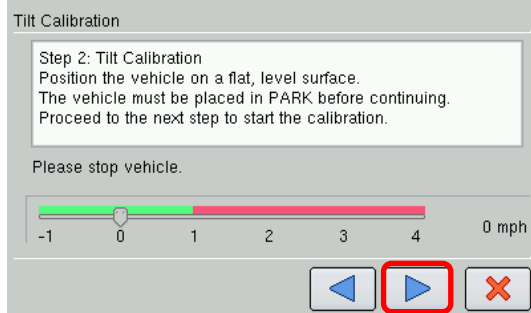 Tilt Calibration
Step 2: Tilt Calibration
Position the vehicle on a flat, level surface.
The vehicle must be placed in PARK before continuing.
Proceed to the next step to start the calibration.
Please stop vehicle.
-1 0 1 2 3 4 0 mph